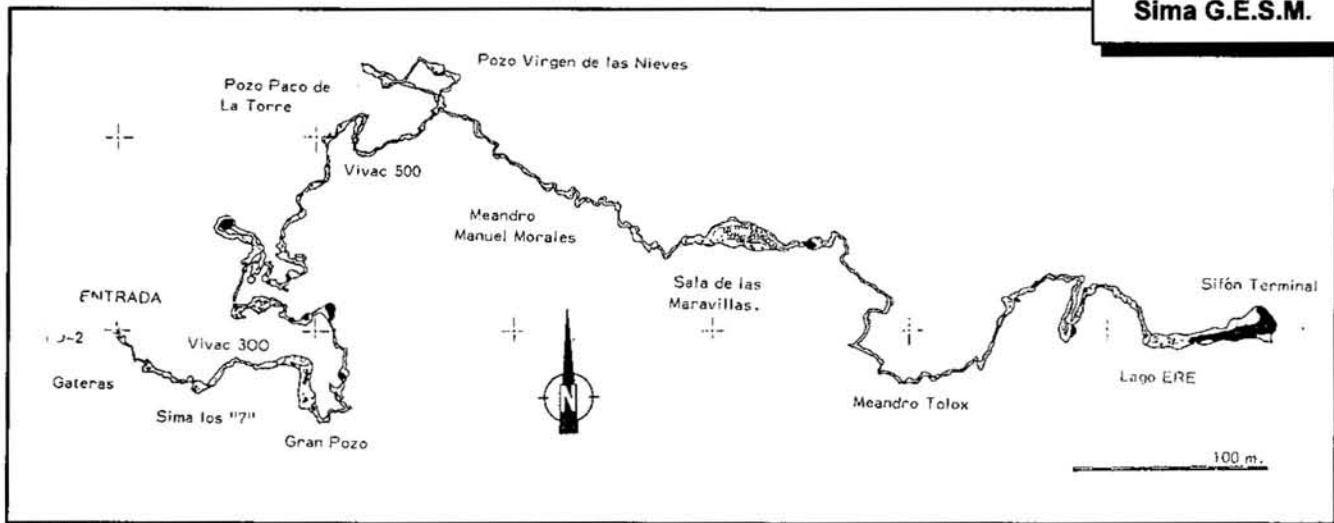 Sima G.E.S.M.
Pozo Virgen de las Nieves
Pozo Paco de
La Torre
Vivac 500
Meandro
Manuel Morales
Sala de las
Maravillas.
ENTRADA
Sifón Terminal
Vivac 300
Gateras
Lago ERE
Sima los "7"
Meandro Tolox
N
Gran Pozo
100 m.